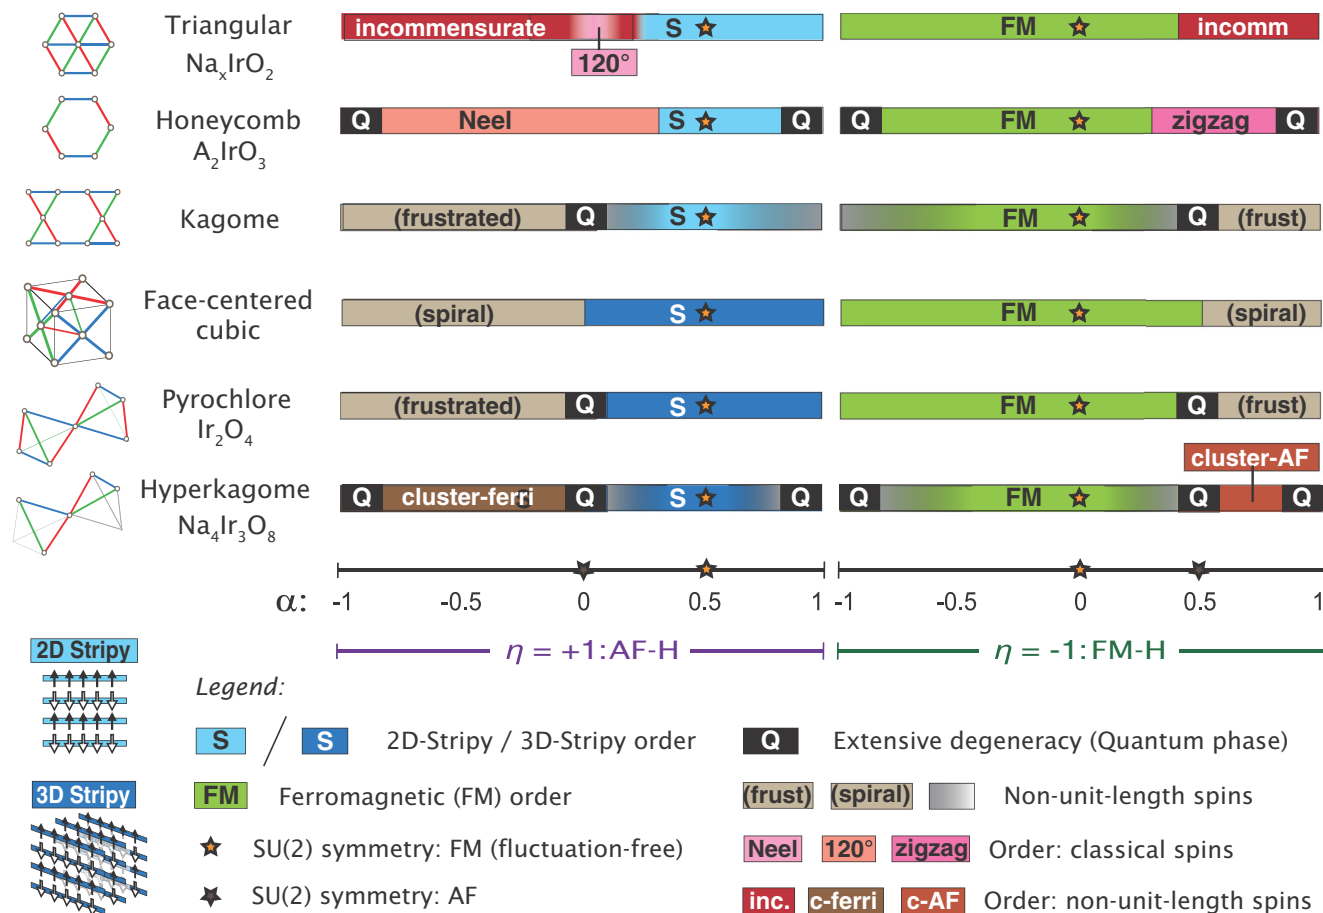 Triangular
NaₓIrO₂
incommensurate
S
120°
FM
incomm
Honeycomb
A₂IrO₃
Q
Neel
S
Q
Q
FM
zigzag
Q
Kagome
(frustrated)
Q
S
FM
Q
(frust)
Face-centered
cubic
(spiral)
S
FM
(spiral)
Pyrochlore
Ir₂O₄
(frustrated)
Q
S
FM
Q
(frust)
cluster-AF
Hyperkagome
Na₄Ir₃O₈
Q
cluster-ferri
Q
S
Q
Q
FM
Q
Q
α: -1 -0.5 0 0.5 1 -1 -0.5 0 0.5 1
η = +1:AF-H
η = -1:FM-H
2D Stripy
3D Stripy
Legend:
S / S 2D-Stripy / 3D-Stripy order
FM Ferromagnetic (FM) order
SU(2) symmetry: FM (fluctuation-free)
SU(2) symmetry: AF
Q Extensive degeneracy (Quantum phase)
(frust) (spiral) Non-unit-length spins
Neel 120° zigzag Order: classical spins
inc. c-ferri c-AF Order: non-unit-length spins